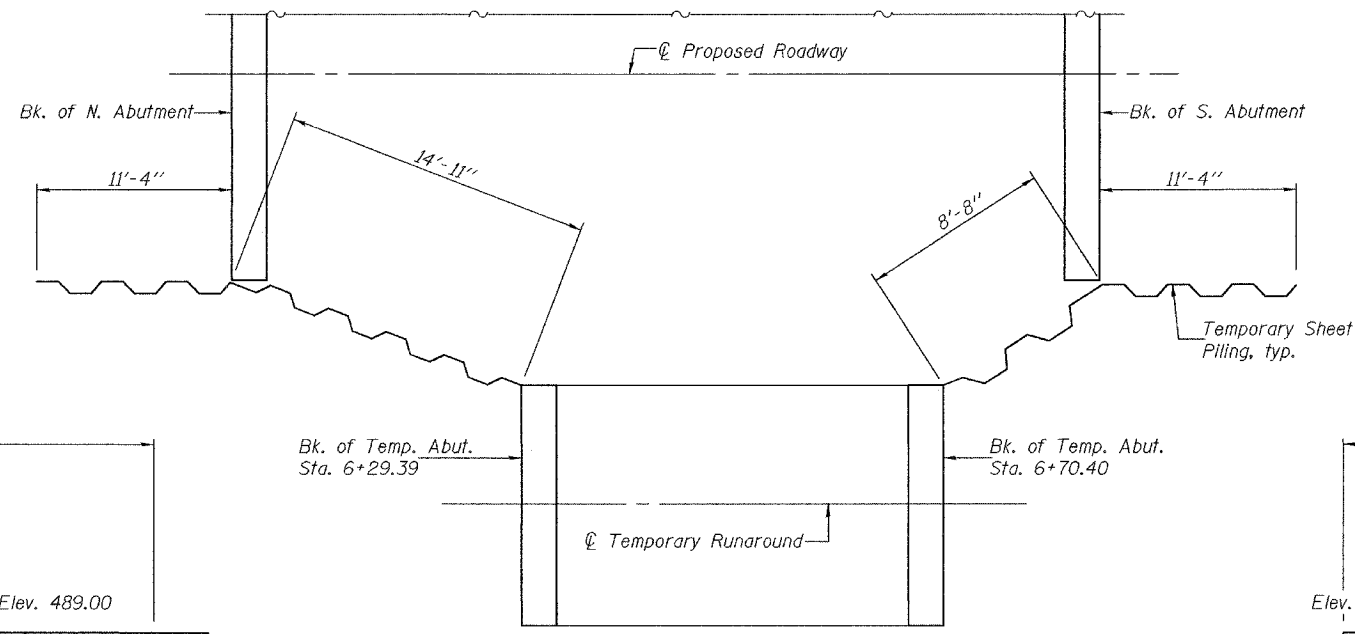 ℄ Proposed Roadway
Bk. of N. Abutment
Bk. of S. Abutment
14'-11"
11'-4"
8'-8"
11'-4"
Temporary Sheet
Piling, typ.
Bk. of Temp. Abut.
Sta. 6+29.39
Bk. of Temp. Abut.
Sta. 6+70.40
℄ Temporary Runaround
Elev. 489.00
Elev.